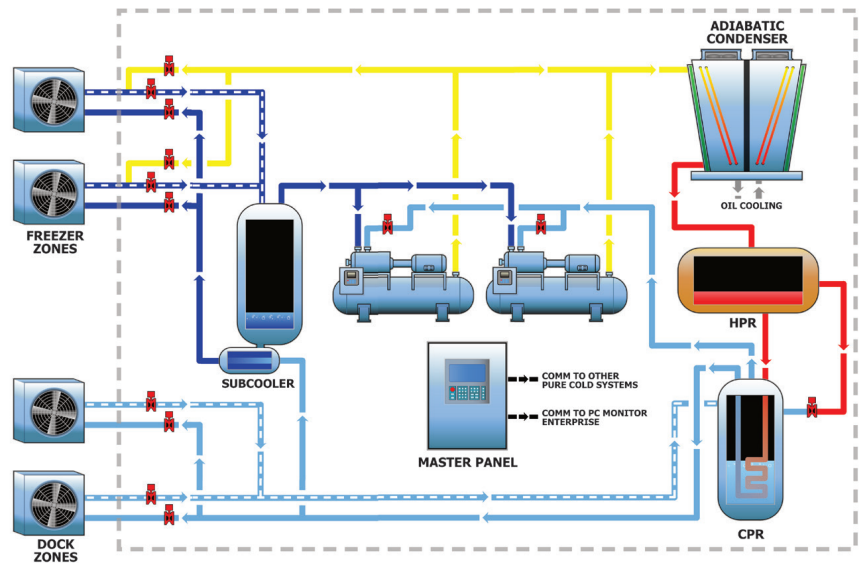 ADIABATIC
CONDENSER
OIL COOLING
FREEZER
ZONES
HPR
SUBCOOLER
COMM TO OTHER
PURE COLD SYSTEMS
COMM TO PC MONITOR
ENTERPRISE
MASTER PANEL
DOCK
ZONES
CPR